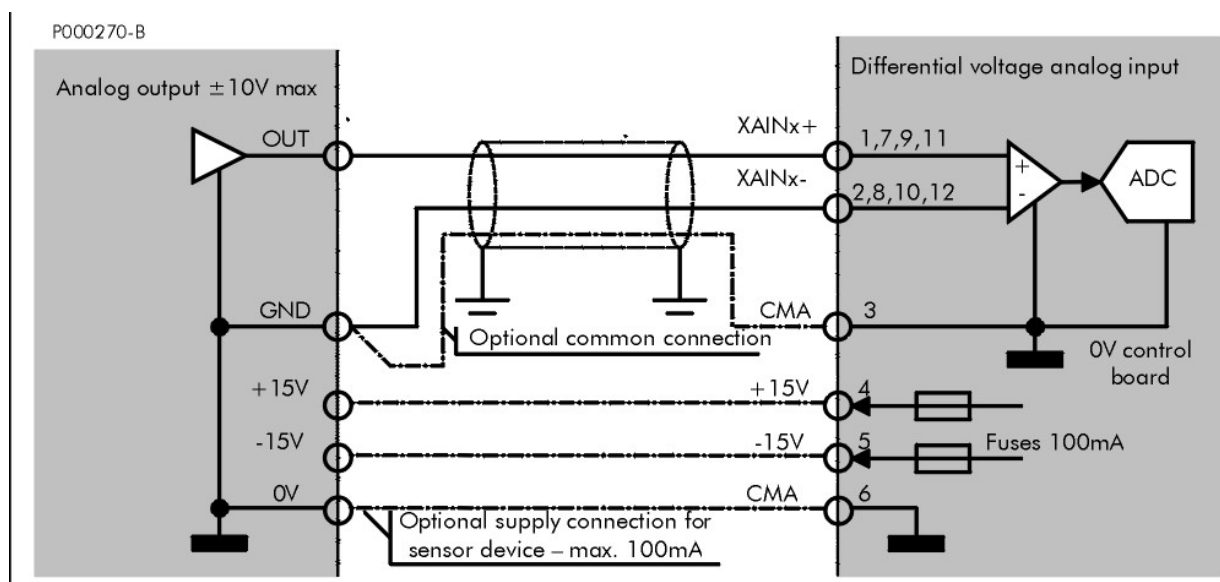 P000270-B
Analog output ±10V max
Differential voltage analog input
OUT
XAINx+
1,7,9,11
XAINx-
2,8,10,12
+
-
ADC
GND
CMA
3
Optional common connection
0V control
board
+15V
+15V
4
-15V
-15V
5
Fuses 100mA
0V
CMA
6
Optional supply connection for
sensor device – max. 100mA